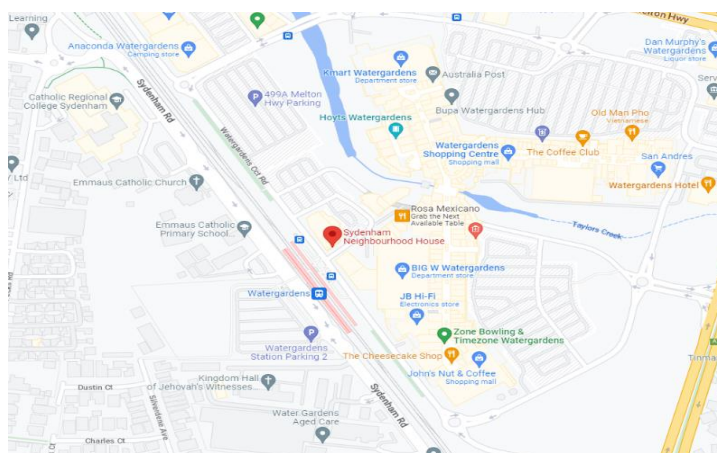 Learning
Anaconda Watergardens
Camping store
Catholic Regional
College Sydenham
Sydenham Rd
499A Melton
Hwy Parking
Watergardens Cct Rd
Kmart Watergardens
Department store
Australia Post
Bupa Watergardens Hub
Hoyts Watergardens
Dan Murphy's
Watergardens
Liquor store
Old Man Pho
Vietnamese
Watergardens
Shopping Centre
Shopping mall
The Coffee Club
San Andres
Watergardens Hotel
Emmaus Catholic Church
Emmaus Catholic
Primary School...
Rosa Mexicano
Grab the Next
Available Table
Taylors Creek
Sydenham
Neighbourhood House
Watergardens
BIG W Watergardens
Department store
JB Hi-Fi
Electronics store
Zone Bowling &
Timezone Watergardens
Watergardens
Station Parking 2
The Cheesecake Shop
John's Nut & Coffee
Shopping mall
Kingdom Hall
of Jehovah's Witnesses...
Dustin Ct
Silverdene Ave
Sydenham Rd
Water Gardens
Aged Care
Charles Ct